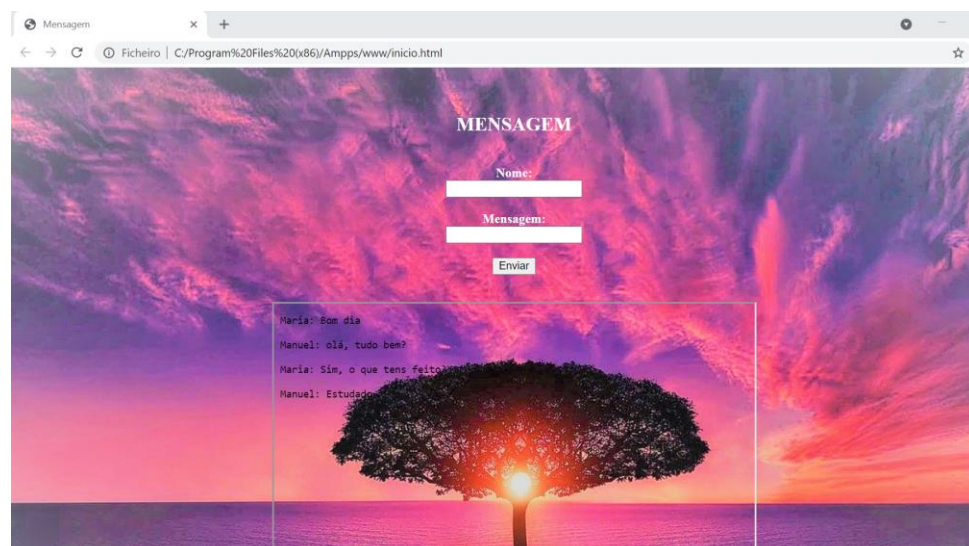 Mensagem
Ficheiro | C:/Program%20Files%20(x86)/Ampps/www/inicio.html
MENSAGEM
Nome:
Mensagem:
Enviar
Maria: Bom dia
Manuel: olá, tudo bem?
Maria: Sim, o que tens feito
Manuel: Estudado